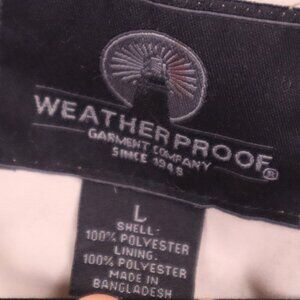 WEATHERPROOF®
GARMENT COMPANY
SINCE 1948
L
SHELL:
100% POLYESTER
LINING:
100% POLYESTER
MADE IN
BANGLADESH